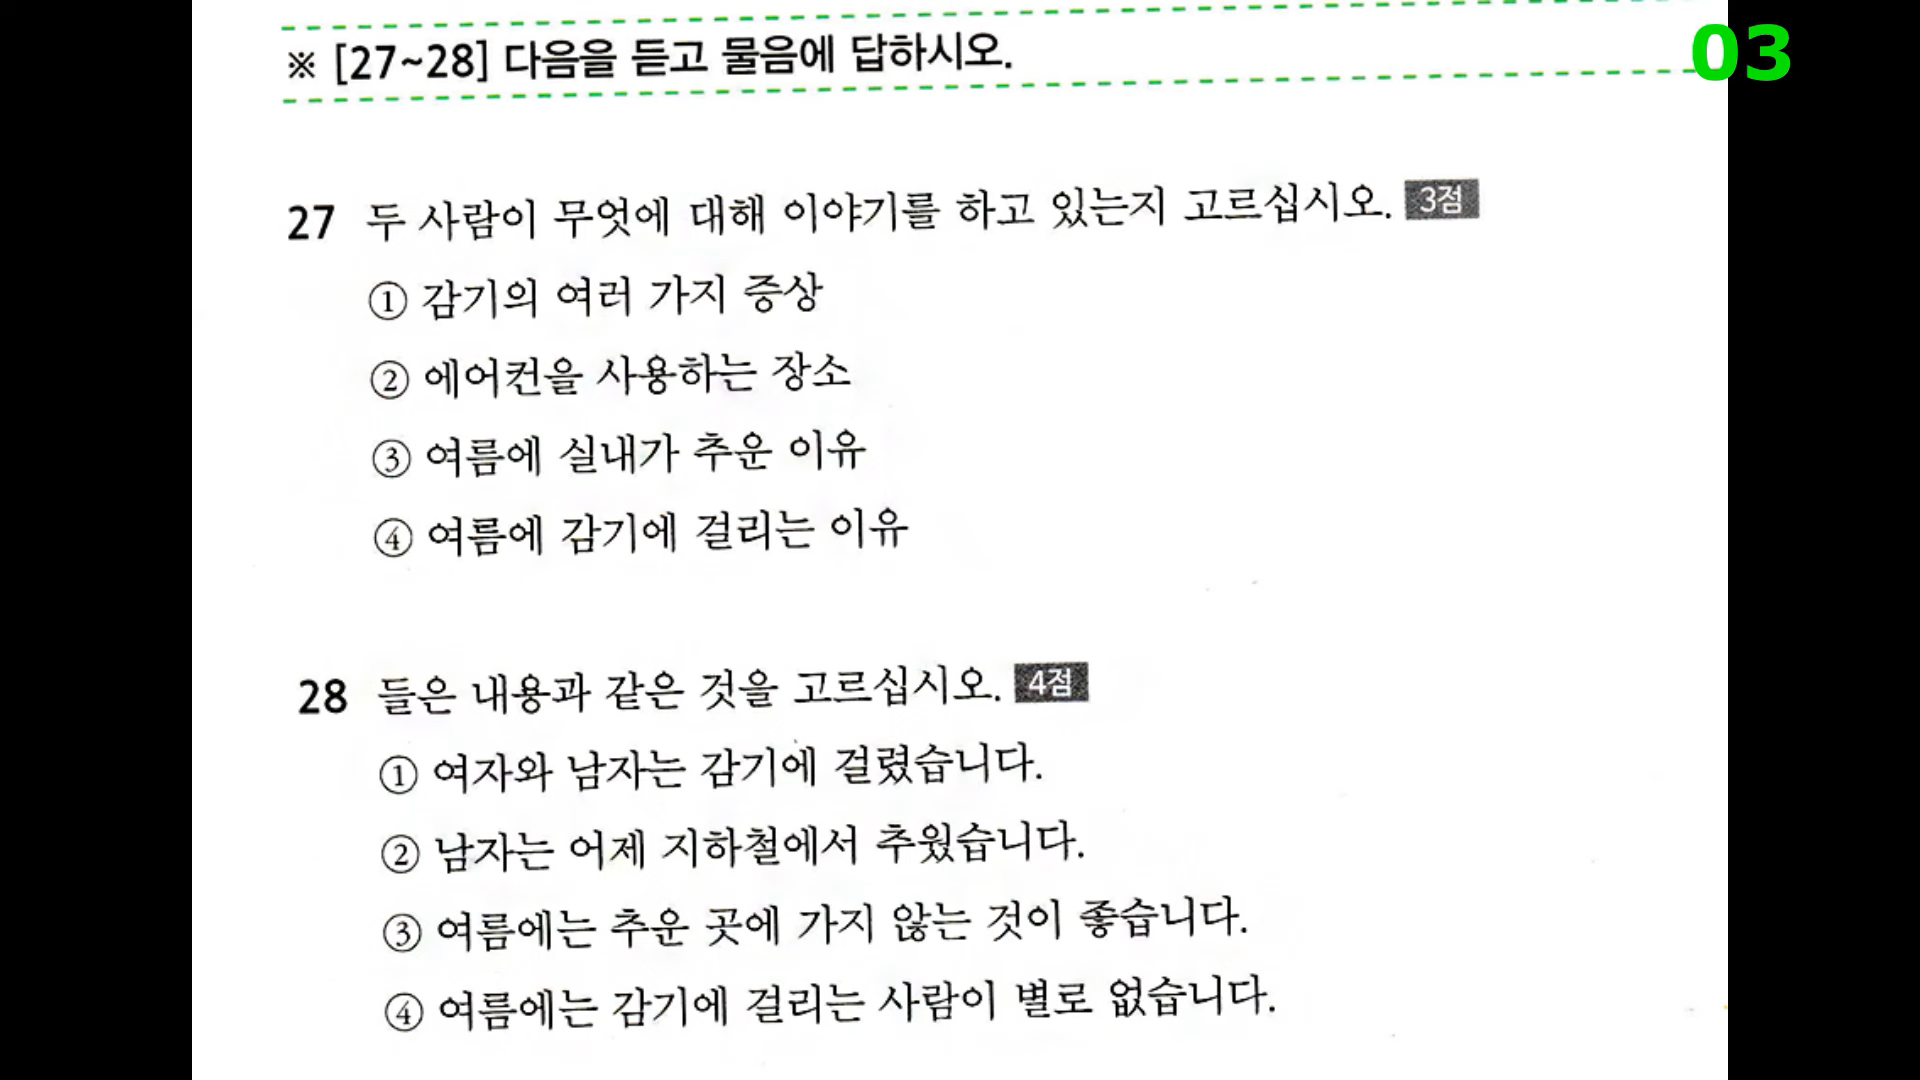 ※ [27~28] 다음을 듣고 물음에 답하시오.
03
27 두 사람이 무엇에 대해 이야기를 하고 있는지 고르십시오. 3점
① 감기의 여러 가지 증상
② 에어컨을 사용하는 장소
③ 여름에 실내가 추운 이유
④ 여름에 감기에 걸리는 이유
28 들은 내용과 같은 것을 고르십시오. 4점
① 여자와 남자는 감기에 걸렸습니다.
② 남자는 어제 지하철에서 추웠습니다.
③ 여름에는 추운 곳에 가지 않는 것이 좋습니다.
④ 여름에는 감기에 걸리는 사람이 별로 없습니다.